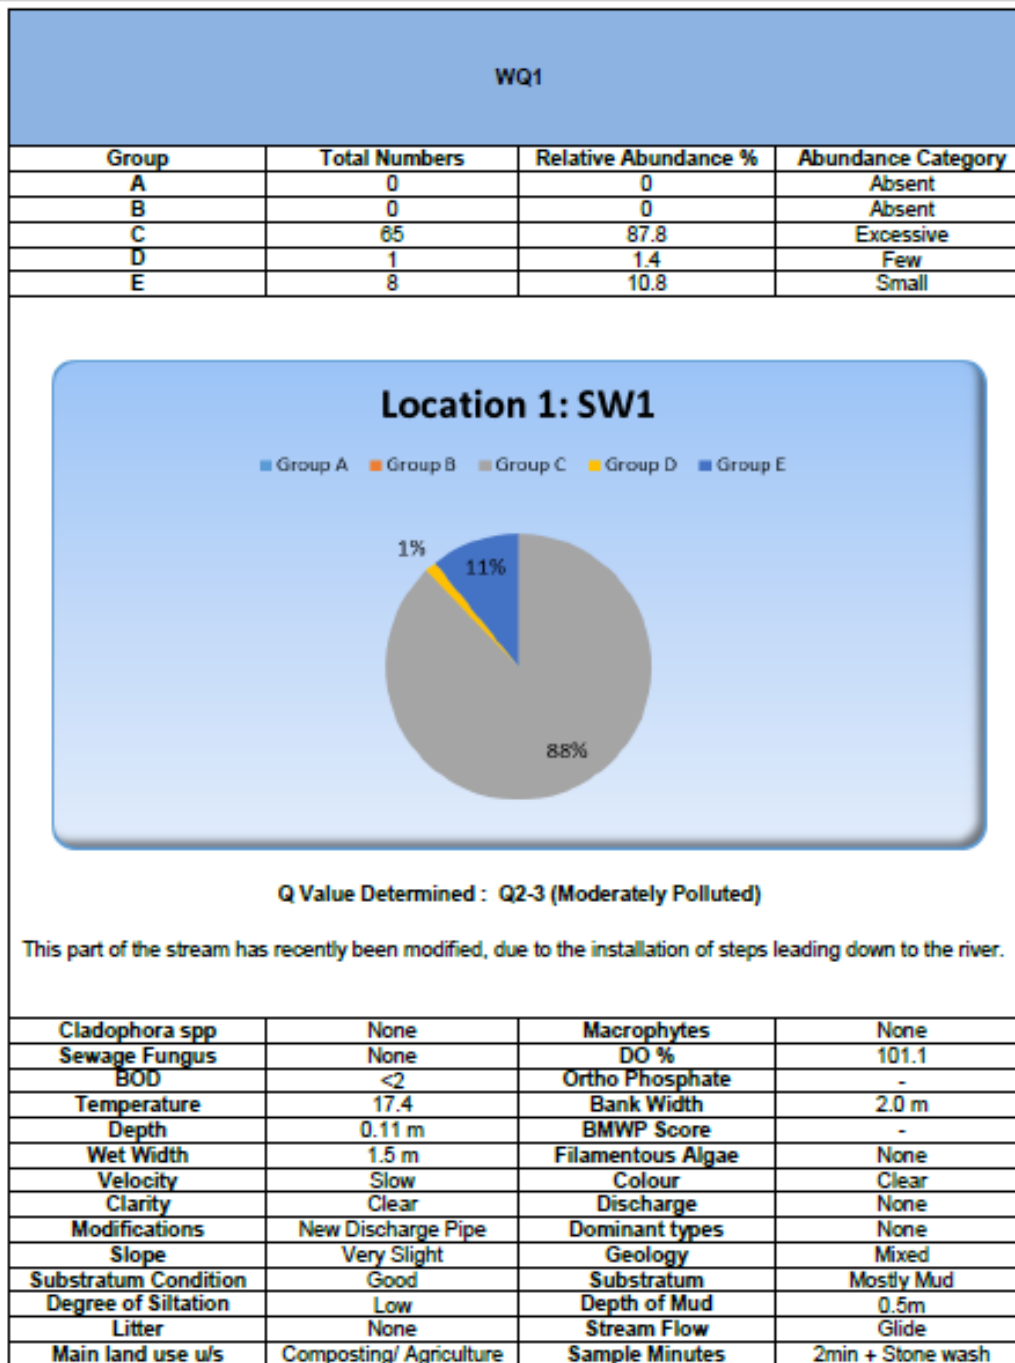 WQ1
Group Total Numbers Relative Abundance % Abundance Category
A 0 0 Absent
B 0 0 Absent
C 65 87.8 Excessive
D 1 1.4 Few
E 8 10.8 Small
Location 1: SW1
Group A Group B Group C Group D Group E
1%
11%
88%
Q Value Determined : Q2-3 (Moderately Polluted)
This part of the stream has recently been modified, due to the installation of steps leading down to the river.
Cladophora spp None Macrophytes None
Sewage Fungus None DO % 101.1
BOD <2 Ortho Phosphate -
Temperature 17.4 Bank Width 2.0 m
Depth 0.11 m BMWP Score -
Wet Width 1.5 m Filamentous Algae None
Velocity Slow Colour Clear
Clarity Clear Discharge None
Modifications New Discharge Pipe Dominant types None
Slope Very Slight Geology Mixed
Substratum Condition Good Substratum Mostly Mud
Degree of Siltation Low Depth of Mud 0.5m
Litter None Stream Flow Glide
Main land use u/s Composting/ Agriculture Sample Minutes 2min + Stone wash